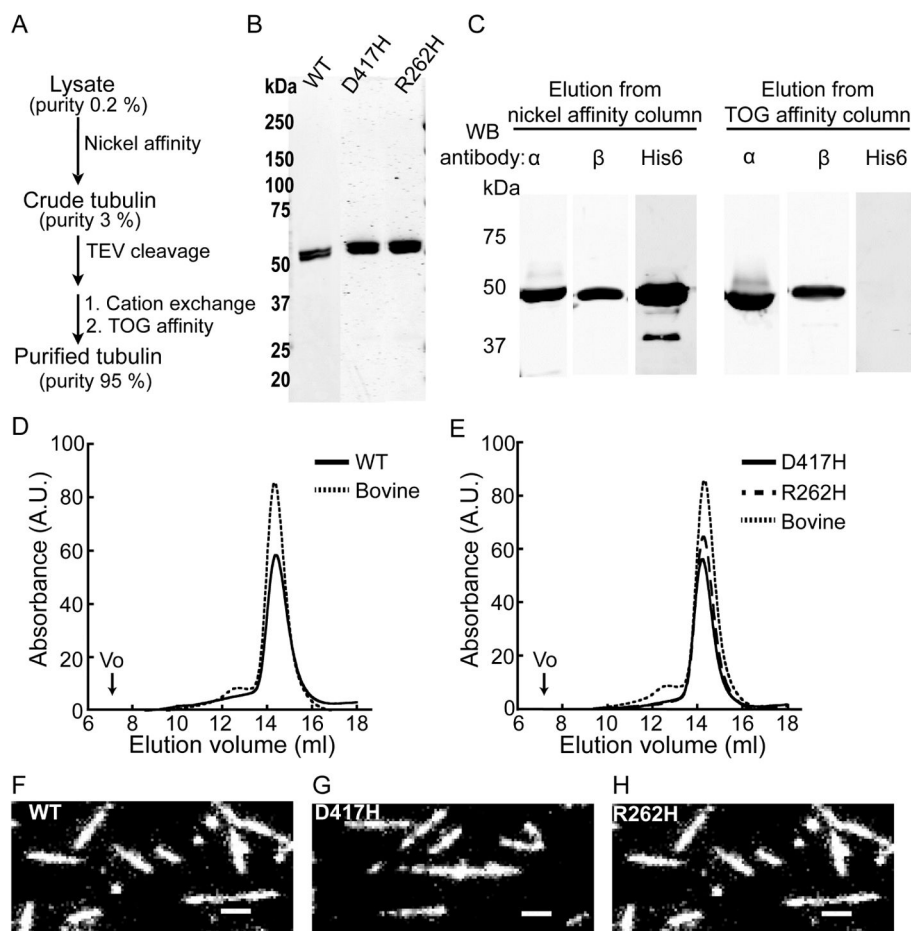 A
Lysate
(purity 0.2 %)
Nickel affinity
Crude tubulin
(purity 3 %)
TEV cleavage
1. Cation exchange
2. TOG affinity
Purified tubulin
(purity 95 %)
B
WT D417H R262H
kDa
250
150
100
75
50
37
25
20
C
Elution from
nickel affinity column
Elution from
TOG affinity column
WB
antibody: α β His6 α β His6
kDa
75
50
37
D
Absorbance (A.U.)
100
80
60
40
20
0
WT
Bovine
Vo
6 8 10 12 14 16 18
Elution volume (ml)
E
Absorbance (A.U.)
100
80
60
40
20
0
D417H
R262H
Bovine
Vo
6 8 10 12 14 16 18
Elution volume (ml)
F
WT
G
D417H
H
R262H